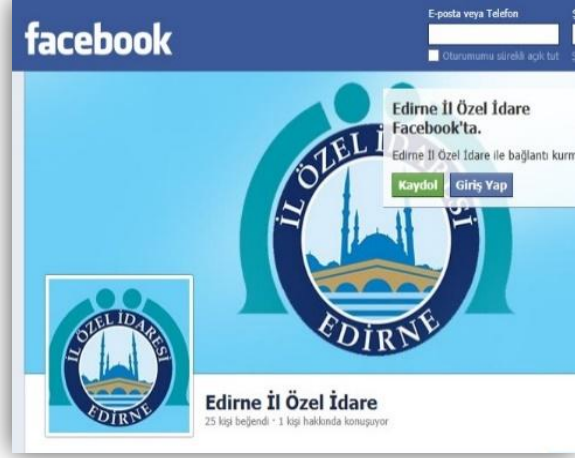 facebook
E-posta veya Telefon
Oturumumu sürekli açık tut
Edirne İl Özel İdare
Facebook'ta.
Edirne İl Özel İdare ile bağlantı kurm
Kaydol Giriş Yap
İL ÖZEL İDARESİ
EDİRNE
İL ÖZEL İDARESİ
EDİRNE
Edirne İl Özel İdare
25 kişi beğendi · 1 kişi hakkında konuşuyor